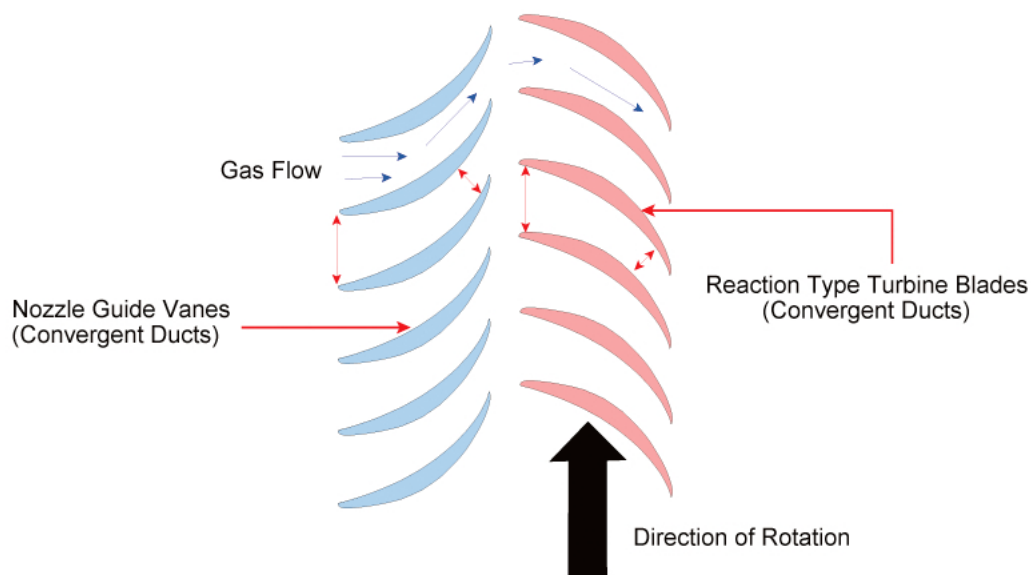 Gas Flow
Nozzle Guide Vanes
(Convergent Ducts)
Reaction Type Turbine Blades
(Convergent Ducts)
Direction of Rotation